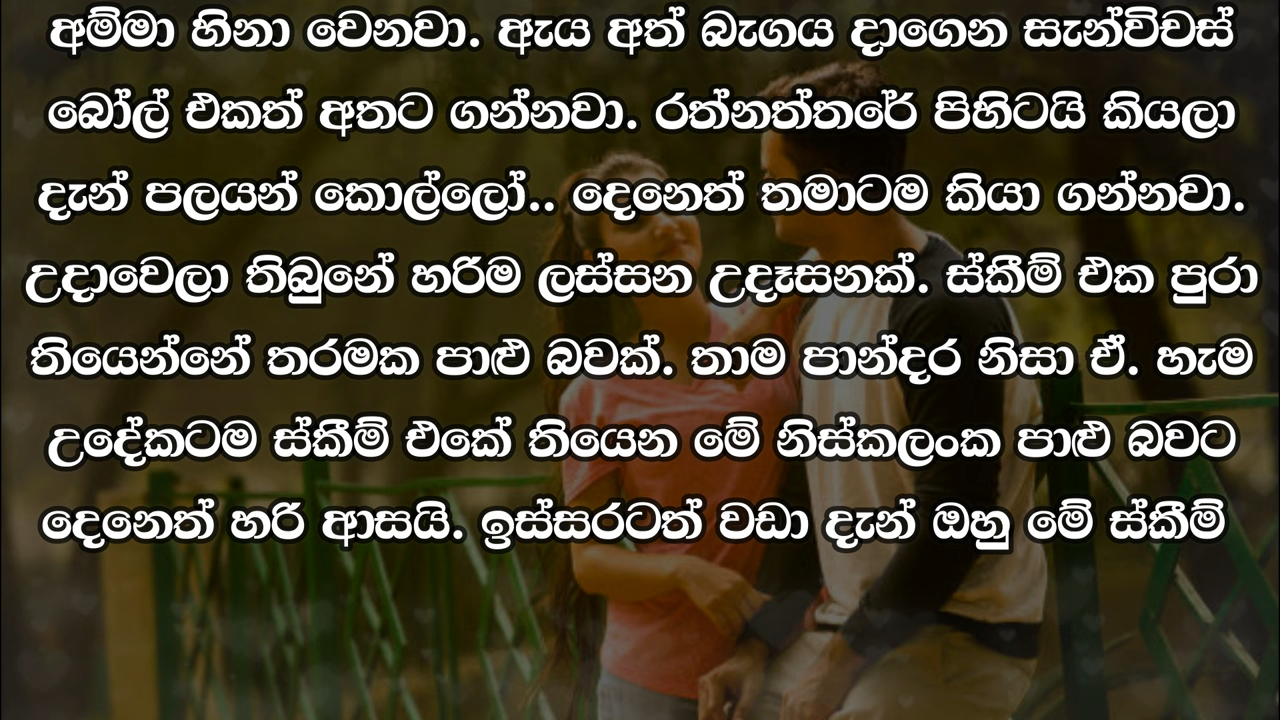 අම්මා හිනා වෙනවා. ඇය අත් බැගය දාගෙන සැන්විචස්
බෝල් එකත් අතට ගන්නවා. රත්නත්තරේ පිහිටයි කියලා
දැන් පලයන් කොල්ලෝ.. දෙනෙත් තමාටම කියා ගන්නවා.
උදාවෙලා තිබුනේ හරිම ලස්සන උදෑසනක්. ස්කීම් එක පුරා
තියෙන්නේ තරමක පාළු බවක්. තාම පාන්දර නිසා ඒ. හැම
උදේකටම ස්කීම් එකේ තියෙන මේ නිස්කලංක පාළු බවට
දෙනෙත් හරි ආසයි. ඉස්සරටත් වඩා දැන් ඔහු මේ ස්කීම්